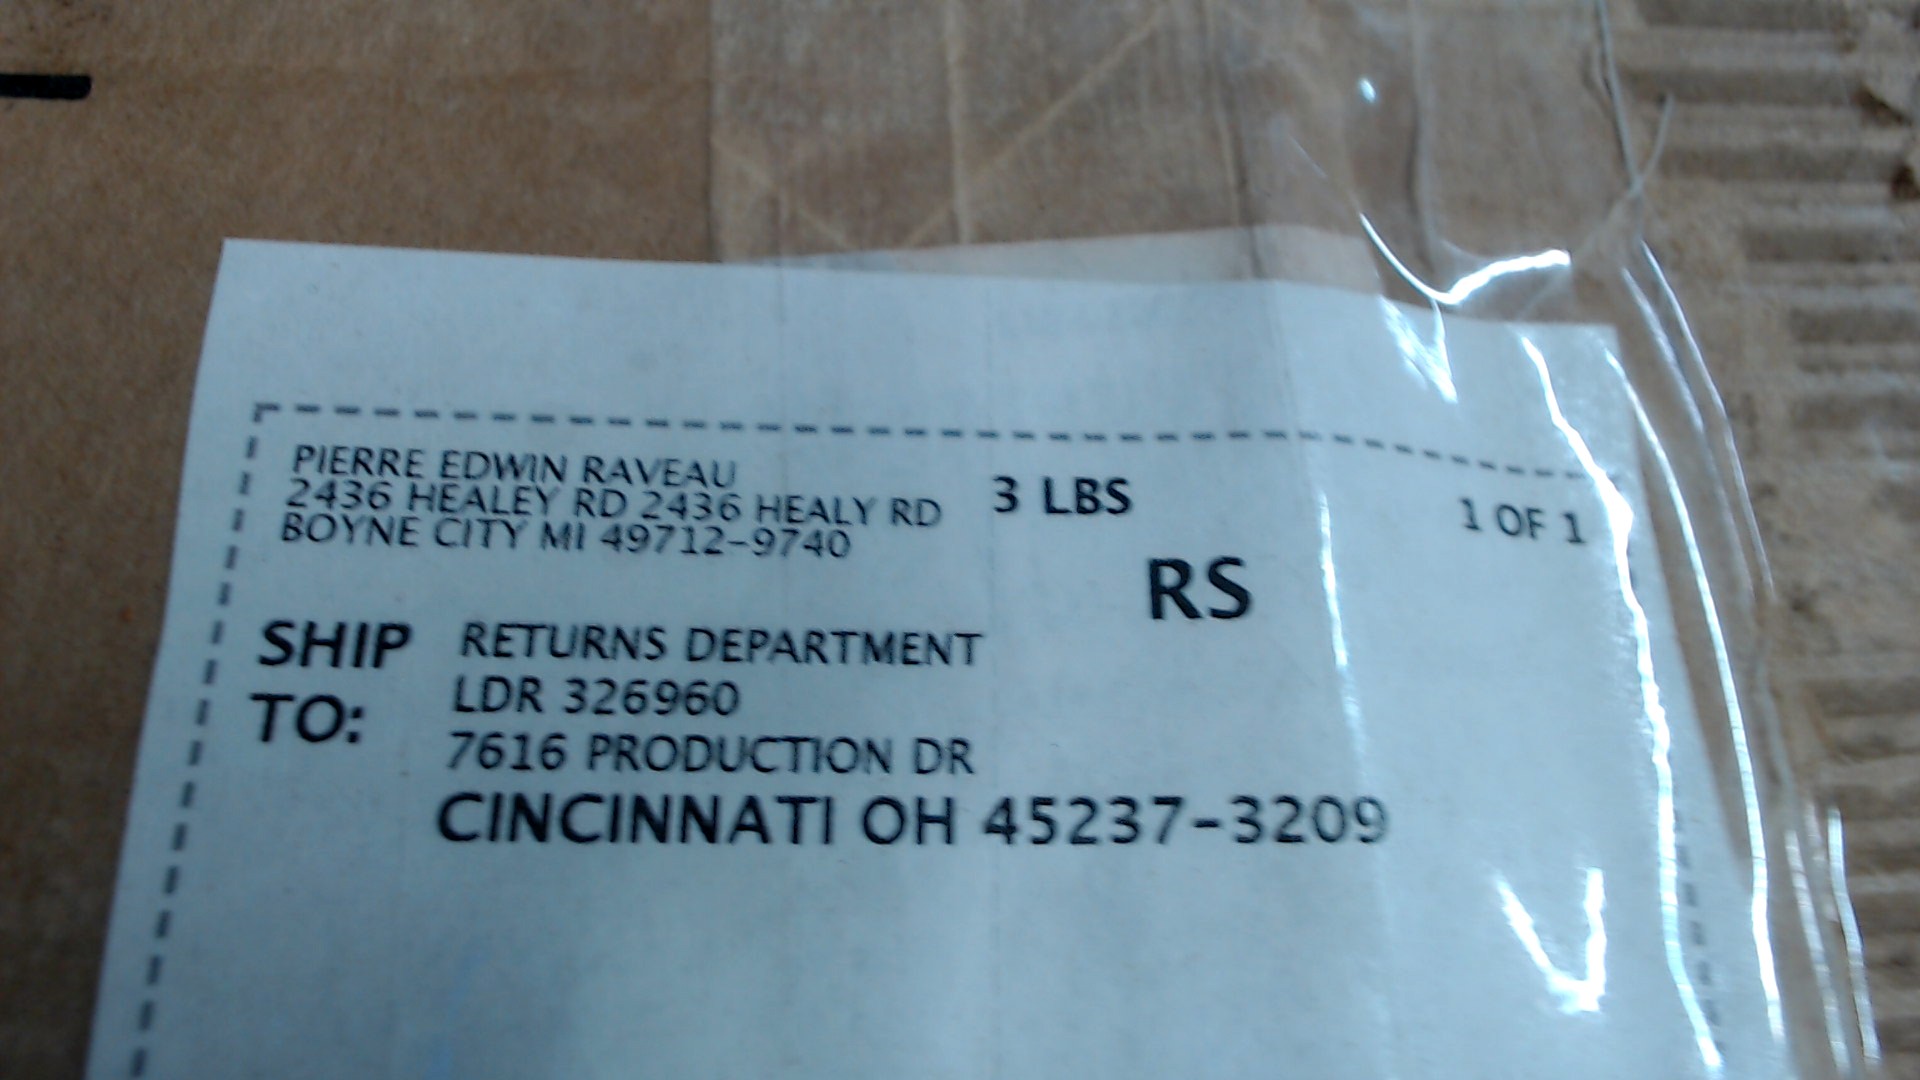 PIERRE EDWIN RAVEAU
2436 HEALEY RD 2436 HEALY RD
BOYNE CITY MI 49712-9740
3 LBS
1 OF 1
RS
SHIP TO:
RETURNS DEPARTMENT
LDR 326960
7616 PRODUCTION DR
CINCINNATI OH 45237-3209